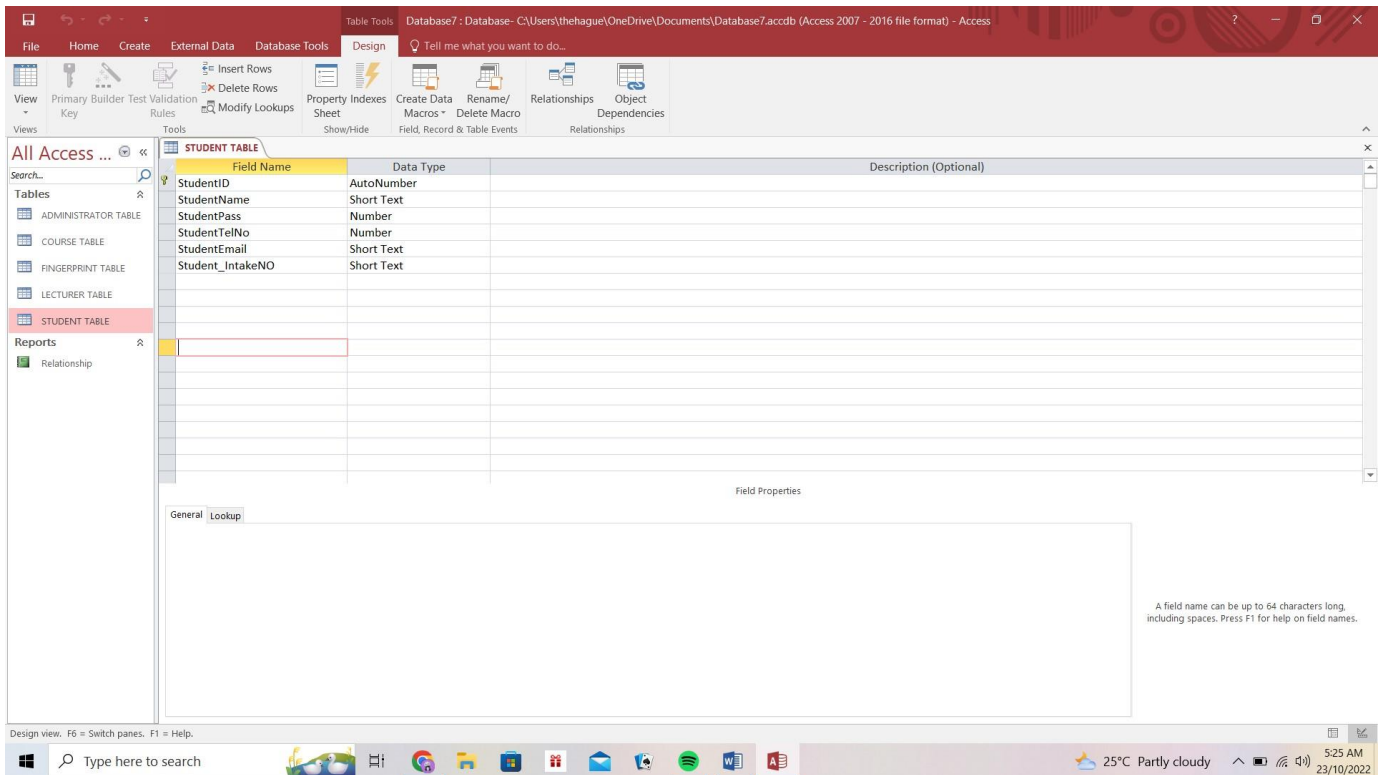 Table Tools Database7 : Database- C:\Users\thehague\OneDrive\Documents\Database7.accdb (Access 2007 - 2016 file format) - Access
File Home Create External Data Database Tools Design Tell me what you want to do...
View
Primary Key
Builder
Test Validation Rules
Insert Rows
Delete Rows
Modify Lookups
Property Sheet
Indexes
Create Data Macros
Rename/ Delete Macro
Relationships
Object Dependencies
Views Tools Show/Hide Field, Record & Table Events Relationships
All Access ...
Search...
Tables
ADMINISTRATOR TABLE
COURSE TABLE
FINGERPRINT TABLE
LECTURER TABLE
STUDENT TABLE
Reports
Relationship
STUDENT TABLE
Field Name Data Type Description (Optional)
StudentID AutoNumber
StudentName Short Text
StudentPass Number
StudentTelNo Number
StudentEmail Short Text
Student_IntakeNO Short Text
Field Properties
General Lookup
A field name can be up to 64 characters long,
including spaces. Press F1 for help on field names.
Design view. F6 = Switch panes. F1 = Help.
Type here to search
25°C Partly cloudy
5:25 AM
23/10/2022